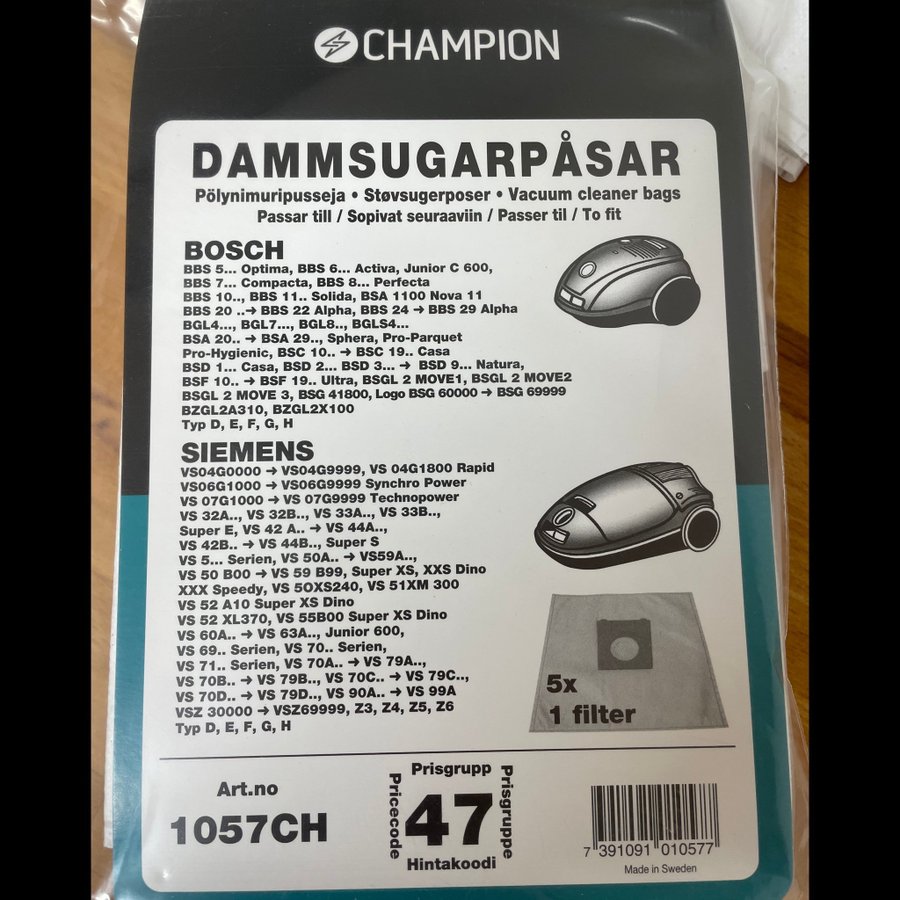 CHAMPION
DAMMSUGARPÅSAR
Pölynimuripusseja • Støvsugerposer • Vacuum cleaner bags
Passar till / Sopivat seuraaviin / Passer til / To fit
BOSCH
BBS 5... Optima, BBS 6... Activa, Junior C 600,
BBS 7... Compacta, BBS 8... Perfecta
BBS 10.., BBS 11.. Solida, BSA 1100 Nova 11
BBS 20 ..→ BBS 22 Alpha, BBS 24 → BBS 29 Alpha
BGL4..., BGL7..., BGL8.., BGLS4...
BSA 20.. → BSA 29.., Sphera, Pro-Parquet
Pro-Hygienic, BSC 10.. → BSC 19.. Casa
BSD 1... Casa, BSD 2... BSD 3... → BSD 9... Natura,
BSF 10.. → BSF 19.. Ultra, BSGL 2 MOVE1, BSGL 2 MOVE2
BSGL 2 MOVE 3, BSG 41800, Logo BSG 60000 → BSG 69999
BZGL2A310, BZGL2X100
Typ D, E, F, G, H
SIEMENS
VS04G0000 → VS04G9999, VS 04G1800 Rapid
VS06G1000 → VS06G9999 Synchro Power
VS 07G1000 → VS 07G9999 Technopower
VS 32A.., VS 32B.., VS 33A.., VS 33B..,
Super E, VS 42 A.. → VS 44A..,
VS 42B.. → VS 44B.., Super S
VS 5... Serien, VS 50A.. → VS59A..,
VS 50 B00 → VS 59 B99, Super XS, XXS Dino
XXX Speedy, VS 5OXS240, VS 51XM 300
VS 52 A10 Super XS Dino
VS 52 XL370, VS 55B00 Super XS Dino
VS 60A.. → VS 63A.., Junior 600,
VS 69.. Serien, VS 70.. Serien,
VS 71.. Serien, VS 70A.. → VS 79A..,
VS 70B.. → VS 79B.., VS 70C.. → VS 79C..,
VS 70D.. → VS 79D.., VS 90A.. → VS 99A
VSZ 30000 → VSZ69999, Z3, Z4, Z5, Z6
Typ D, E, F, G, H
5x
1 filter
Art.no
1057CH
Prisgrupp
Pricecode
47
Prisgruppe
Hintakoodi
7 391091 010577
Made in Sweden